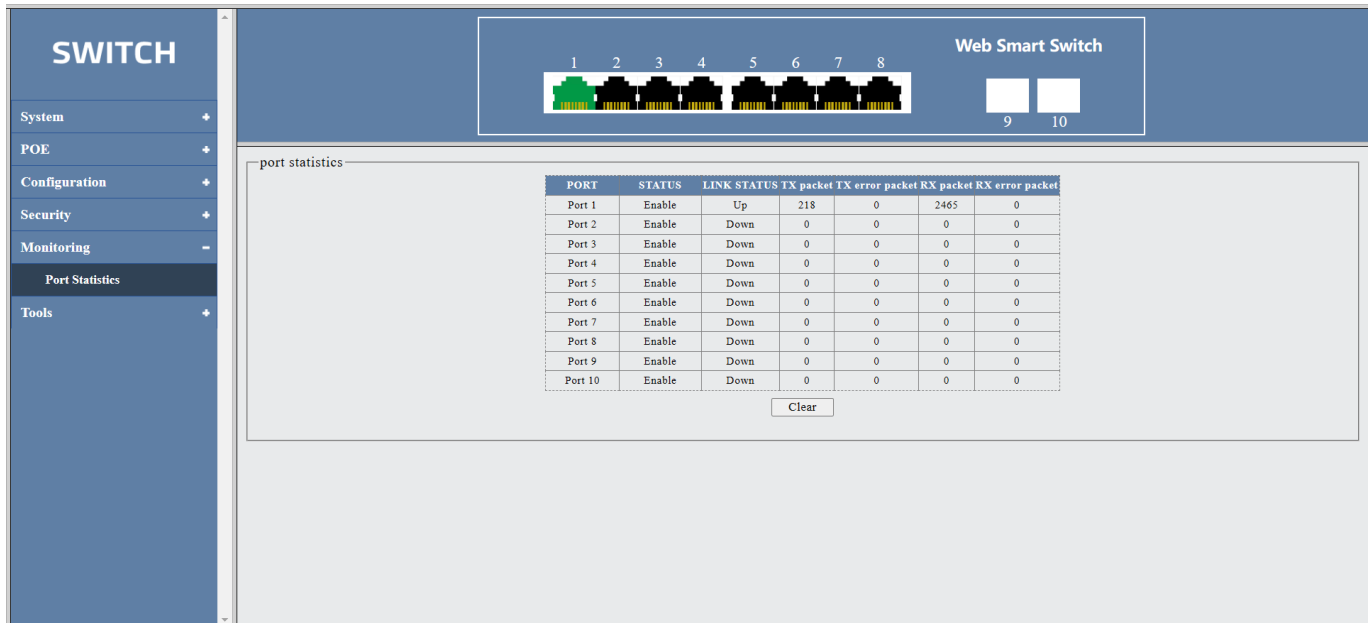 SWITCH
System
POE
Configuration
Security
Monitoring
Port Statistics
Tools
Web Smart Switch
1 2 3 4 5 6 7 8
9 10
port statistics
PORT STATUS LINK STATUS TX packet TX error packet RX packet RX error packet
Port 1 Enable Up 218 0 2465 0
Port 2 Enable Down 0 0 0 0
Port 3 Enable Down 0 0 0 0
Port 4 Enable Down 0 0 0 0
Port 5 Enable Down 0 0 0 0
Port 6 Enable Down 0 0 0 0
Port 7 Enable Down 0 0 0 0
Port 8 Enable Down 0 0 0 0
Port 9 Enable Down 0 0 0 0
Port 10 Enable Down 0 0 0 0
Clear